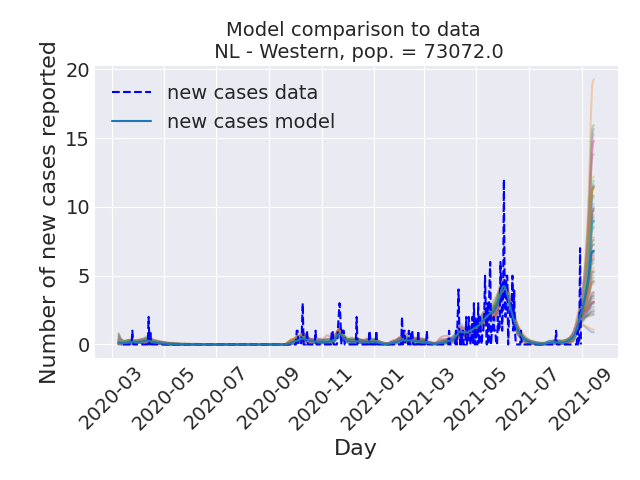 Model comparison to data
NL - Western, pop. = 73072.0
Number of new cases reported
20
15
10
5
0
new cases data
new cases model
2020-03
2020-05
2020-07
2020-09
2020-11
2021-01
2021-03
2021-05
2021-07
2021-09
Day